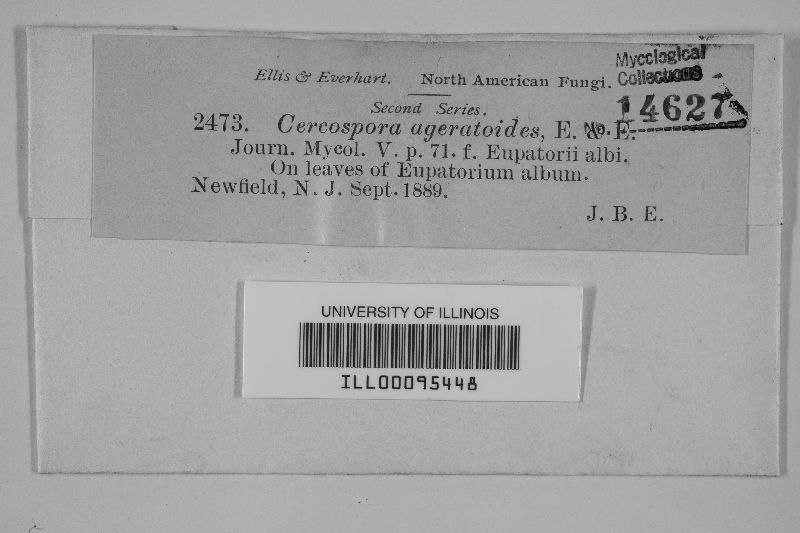 Ellis & Everhart. North American Fungi.
Mycological
Collections
No. 14627
Second Series.
2473. Cercospora ageratoides, E. & E.
Journ. Mycol. V. p. 71. f. Eupatorii albi.
On leaves of Eupatorium album.
Newfield, N. J. Sept. 1889.
J. B. E.
UNIVERSITY OF ILLINOIS
ILL00095448